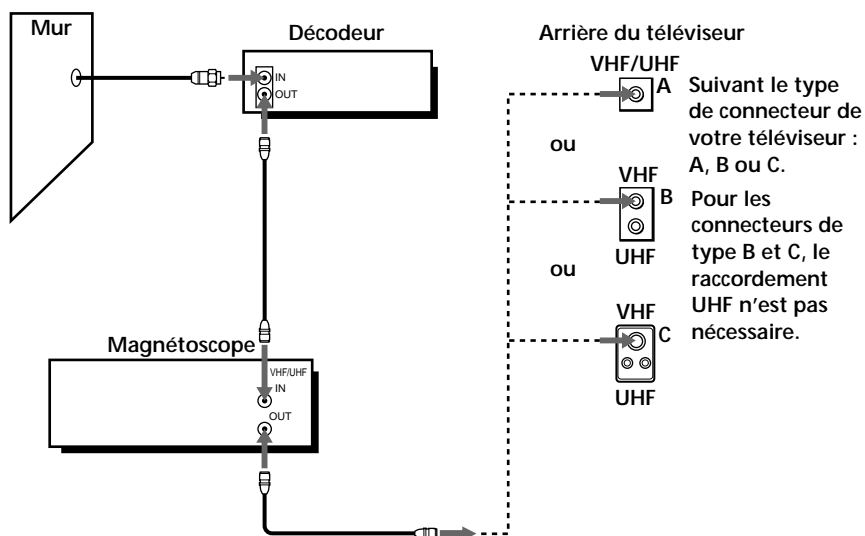 Mur
Décodeur
IN
OUT
Arrière du téléviseur
VHF/UHF
A
Suivant le type
de connecteur de
votre téléviseur :
A, B ou C.
ou
VHF
B
UHF
Pour les
connecteurs de
type B et C, le
raccordement
UHF n'est pas
nécessaire.
ou
VHF
C
UHF
Magnétoscope
VHF/UHF
IN
OUT